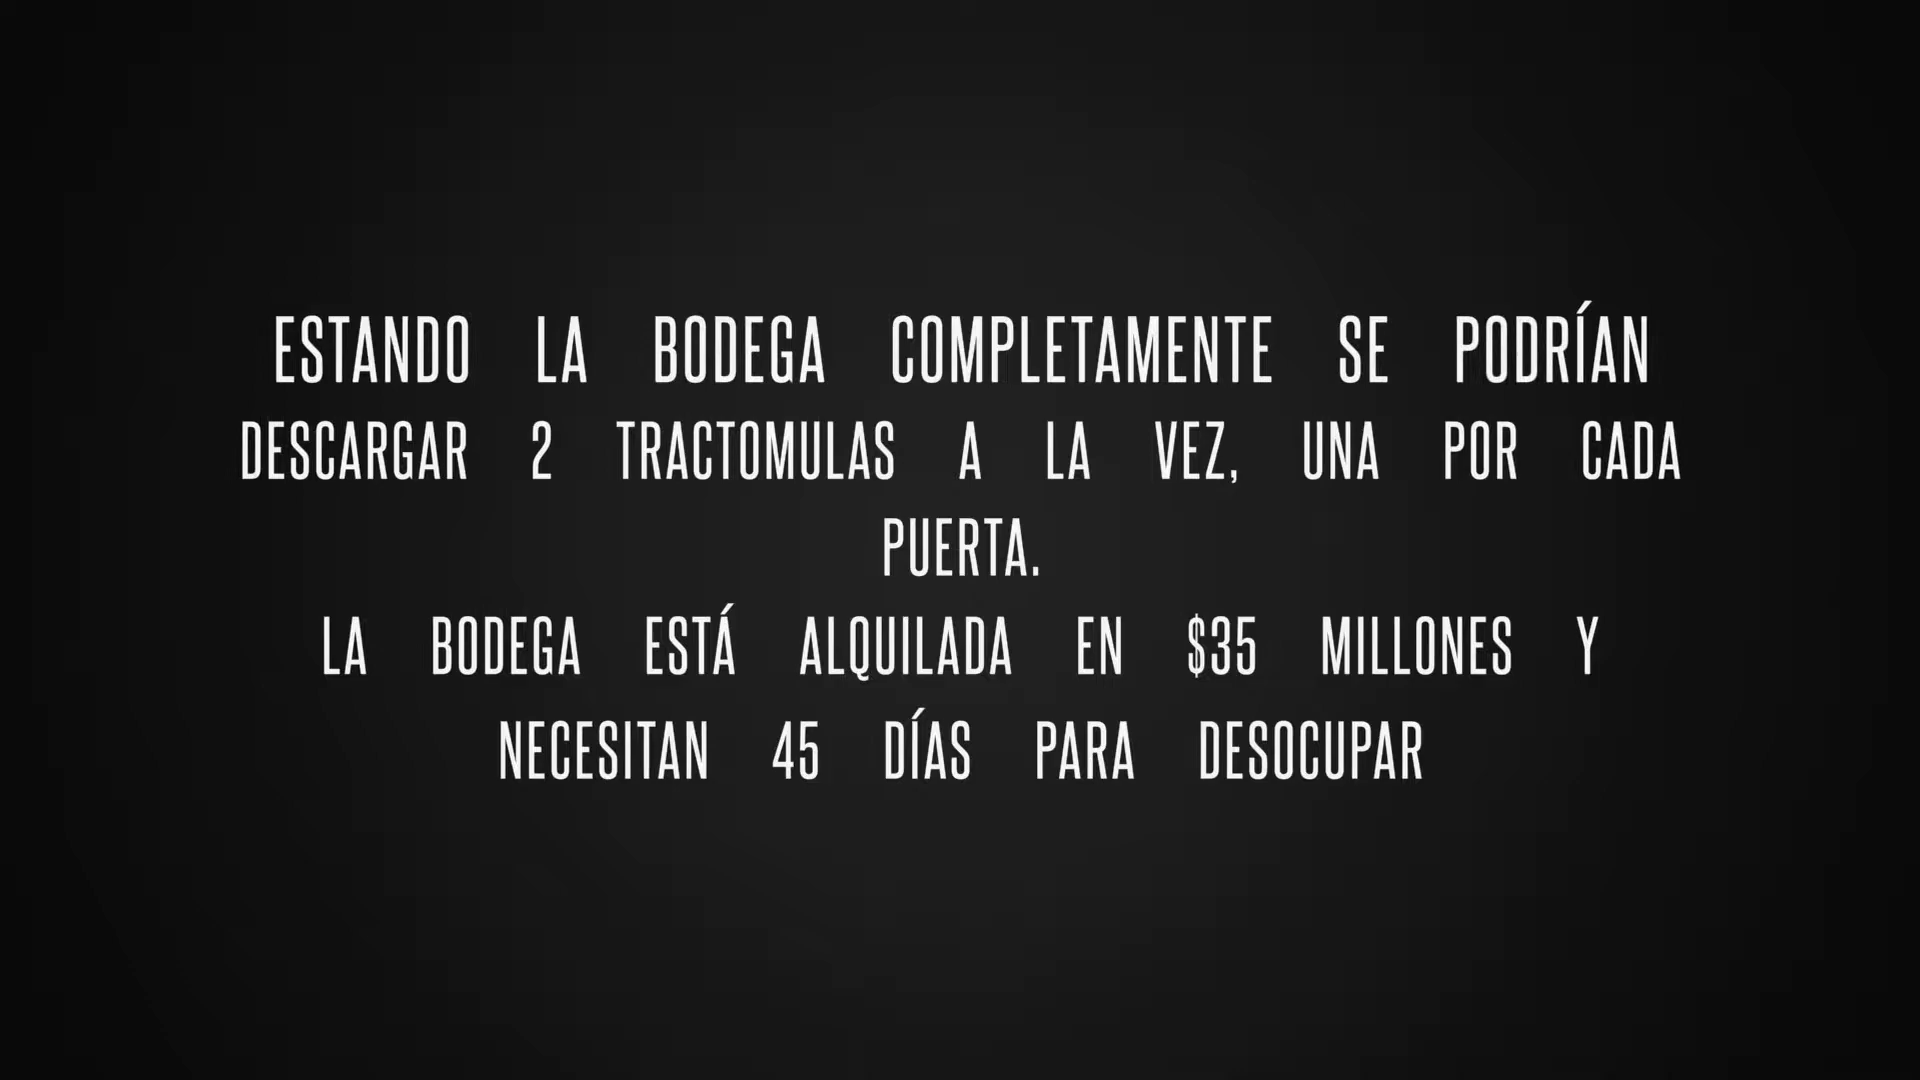 ESTANDO LA BODEGA COMPLETAMENTE SE PODRÍAN
DESCARGAR 2 TRACTOMULAS A LA VEZ, UNA POR CADA
PUERTA.
LA BODEGA ESTÁ ALQUILADA EN $35 MILLONES Y
NECESITAN 45 DÍAS PARA DESOCUPAR